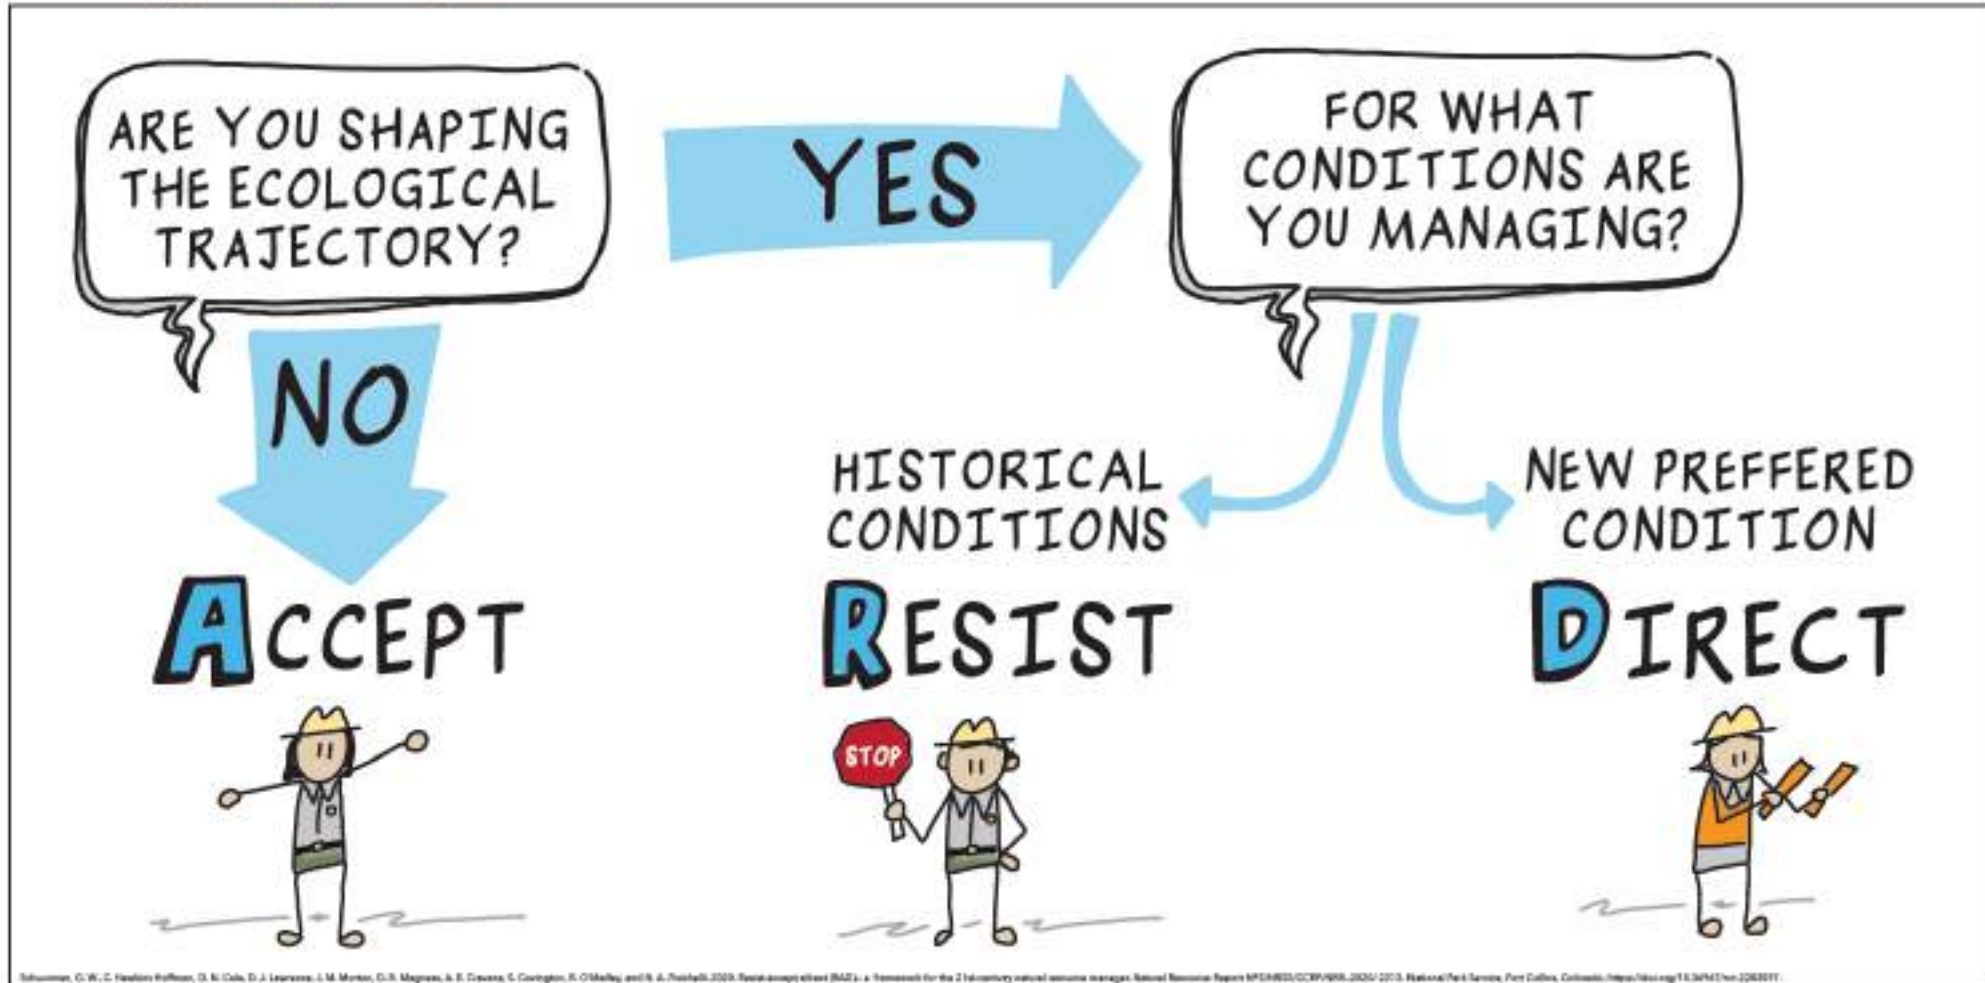 ARE YOU SHAPING
THE ECOLOGICAL
TRAJECTORY?
YES
FOR WHAT
CONDITIONS ARE
YOU MANAGING?
NO
HISTORICAL
CONDITIONS
NEW PREFFERED
CONDITION
ACCEPT
RESIST
DIRECT
STOP